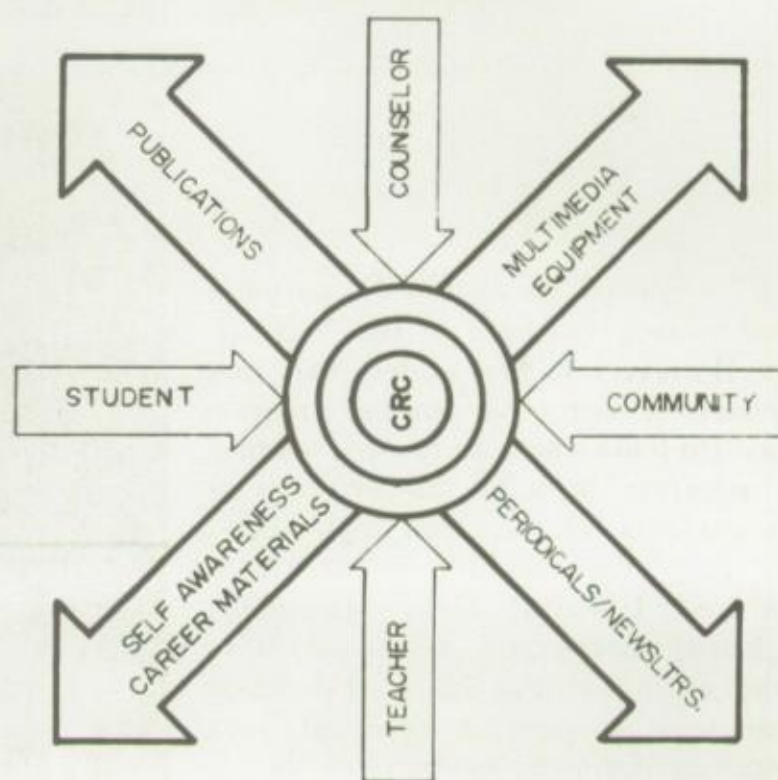 COUNSELOR
PUBLICATIONS
MULTIMEDIA
EQUIPMENT
STUDENT
CRC
COMMUNITY
SELF AWARENESS
CAREER MATERIALS
PERIODICALS/NEWSLTRS.
TEACHER